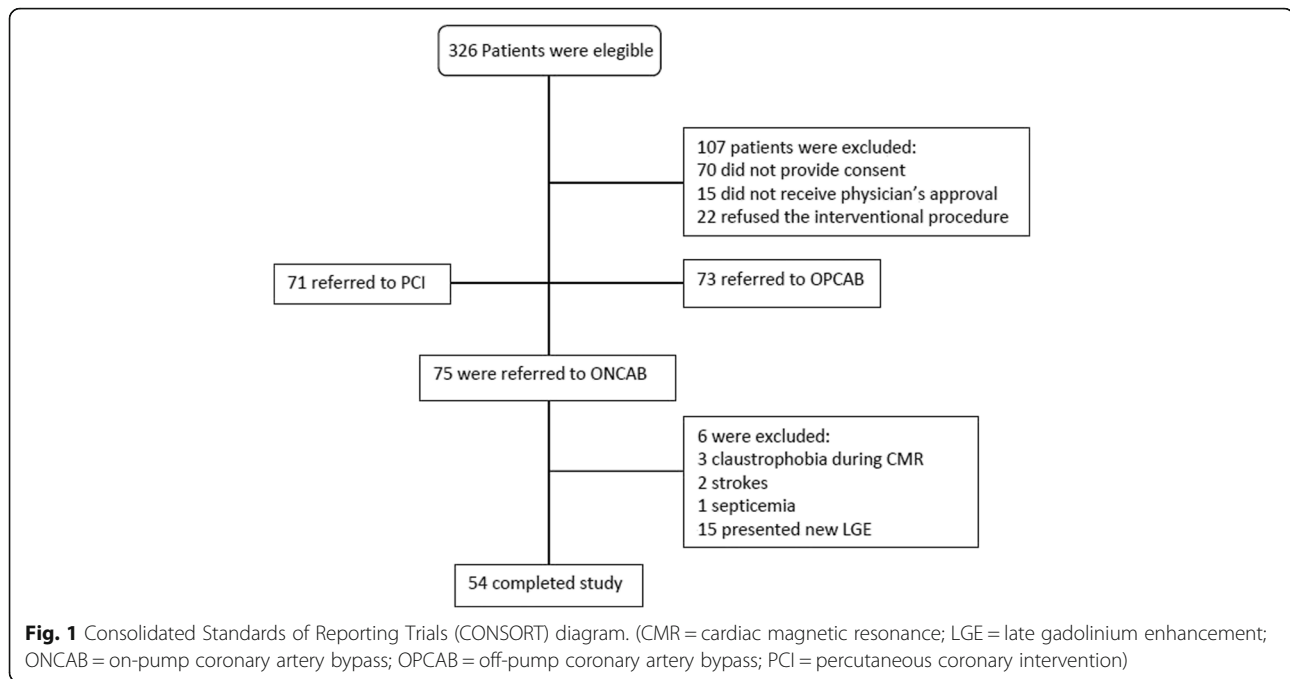 326 Patients were elegible
107 patients were excluded:
70 did not provide consent
15 did not receive physician's approval
22 refused the interventional procedure
71 referred to PCI
73 referred to OPCAB
75 were referred to ONCAB
6 were excluded:
3 claustrophobia during CMR
2 strokes
1 septicemia
15 presented new LGE
54 completed study
Fig. 1 Consolidated Standards of Reporting Trials (CONSORT) diagram. (CMR = cardiac magnetic resonance; LGE = late gadolinium enhancement;
ONCAB = on-pump coronary artery bypass; OPCAB = off-pump coronary artery bypass; PCI = percutaneous coronary intervention)